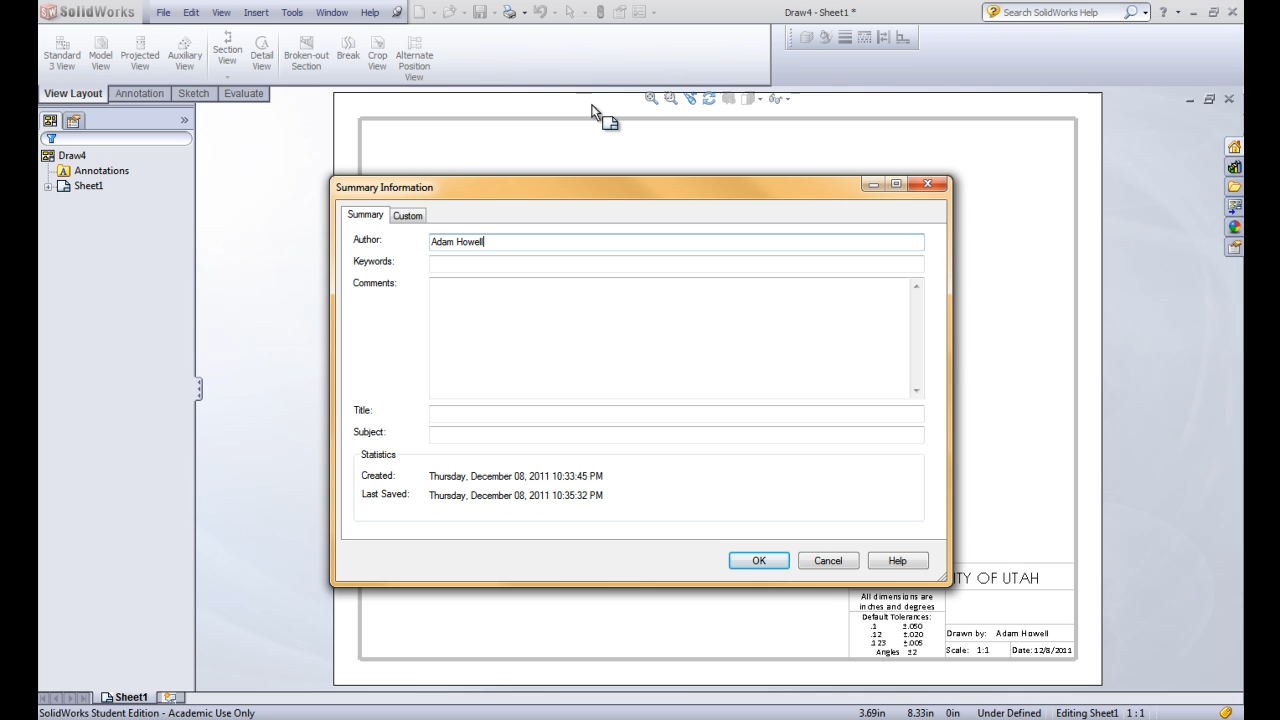 SolidWorks File Edit View Insert Tools Window Help Draw4 - Sheet1 * Search SolidWorks Help
Standard 3 View Model View Projected View Auxiliary View Section View Detail View Broken-out Section Break Crop View Alternate Position View
View Layout Annotation Sketch Evaluate
Draw4
Annotations
Sheet1
Summary Information
Summary Custom
Author: Adam Howell
Keywords:
Comments:
Title:
Subject:
Statistics
Created: Thursday, December 08, 2011 10:33:45 PM
Last Saved: Thursday, December 08, 2011 10:35:32 PM
OK Cancel Help
ITY OF UTAH
All dimensions are
inches and degrees
Default Tolerances:
.1 ±.050
.12 ±.020
.123 ±.005
Angles ±2
Drawn by: Adam Howell
Scale: 1:1 Date: 12/8/2011
Sheet1
SolidWorks Student Edition - Academic Use Only 3.69in 8.33in 0in Under Defined Editing Sheet1 1 : 1